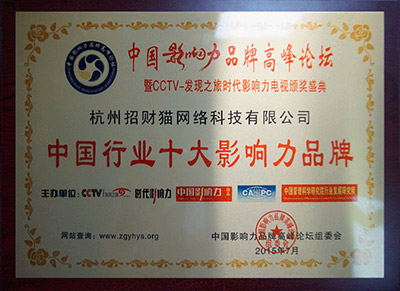 中国影响力品牌高峰论坛
暨CCTV-发现之旅时代影响力电视颁奖盛典
杭州招财猫网络科技有限公司
中国行业十大影响力品牌
主办单位: CCTV 时代影响力 中国影响力 中国管理科学研究院行业发展研究所
网站查询: www.zgyhys.org
中国影响力品牌高峰论坛组委会
2015年7月